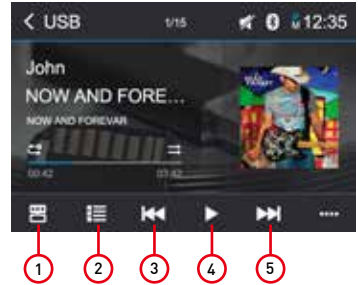 < USB 1/15 12:35
John
NOW AND FORE...
NOW AND FOREVAR
00:42 03:42
1 2 3 4 5